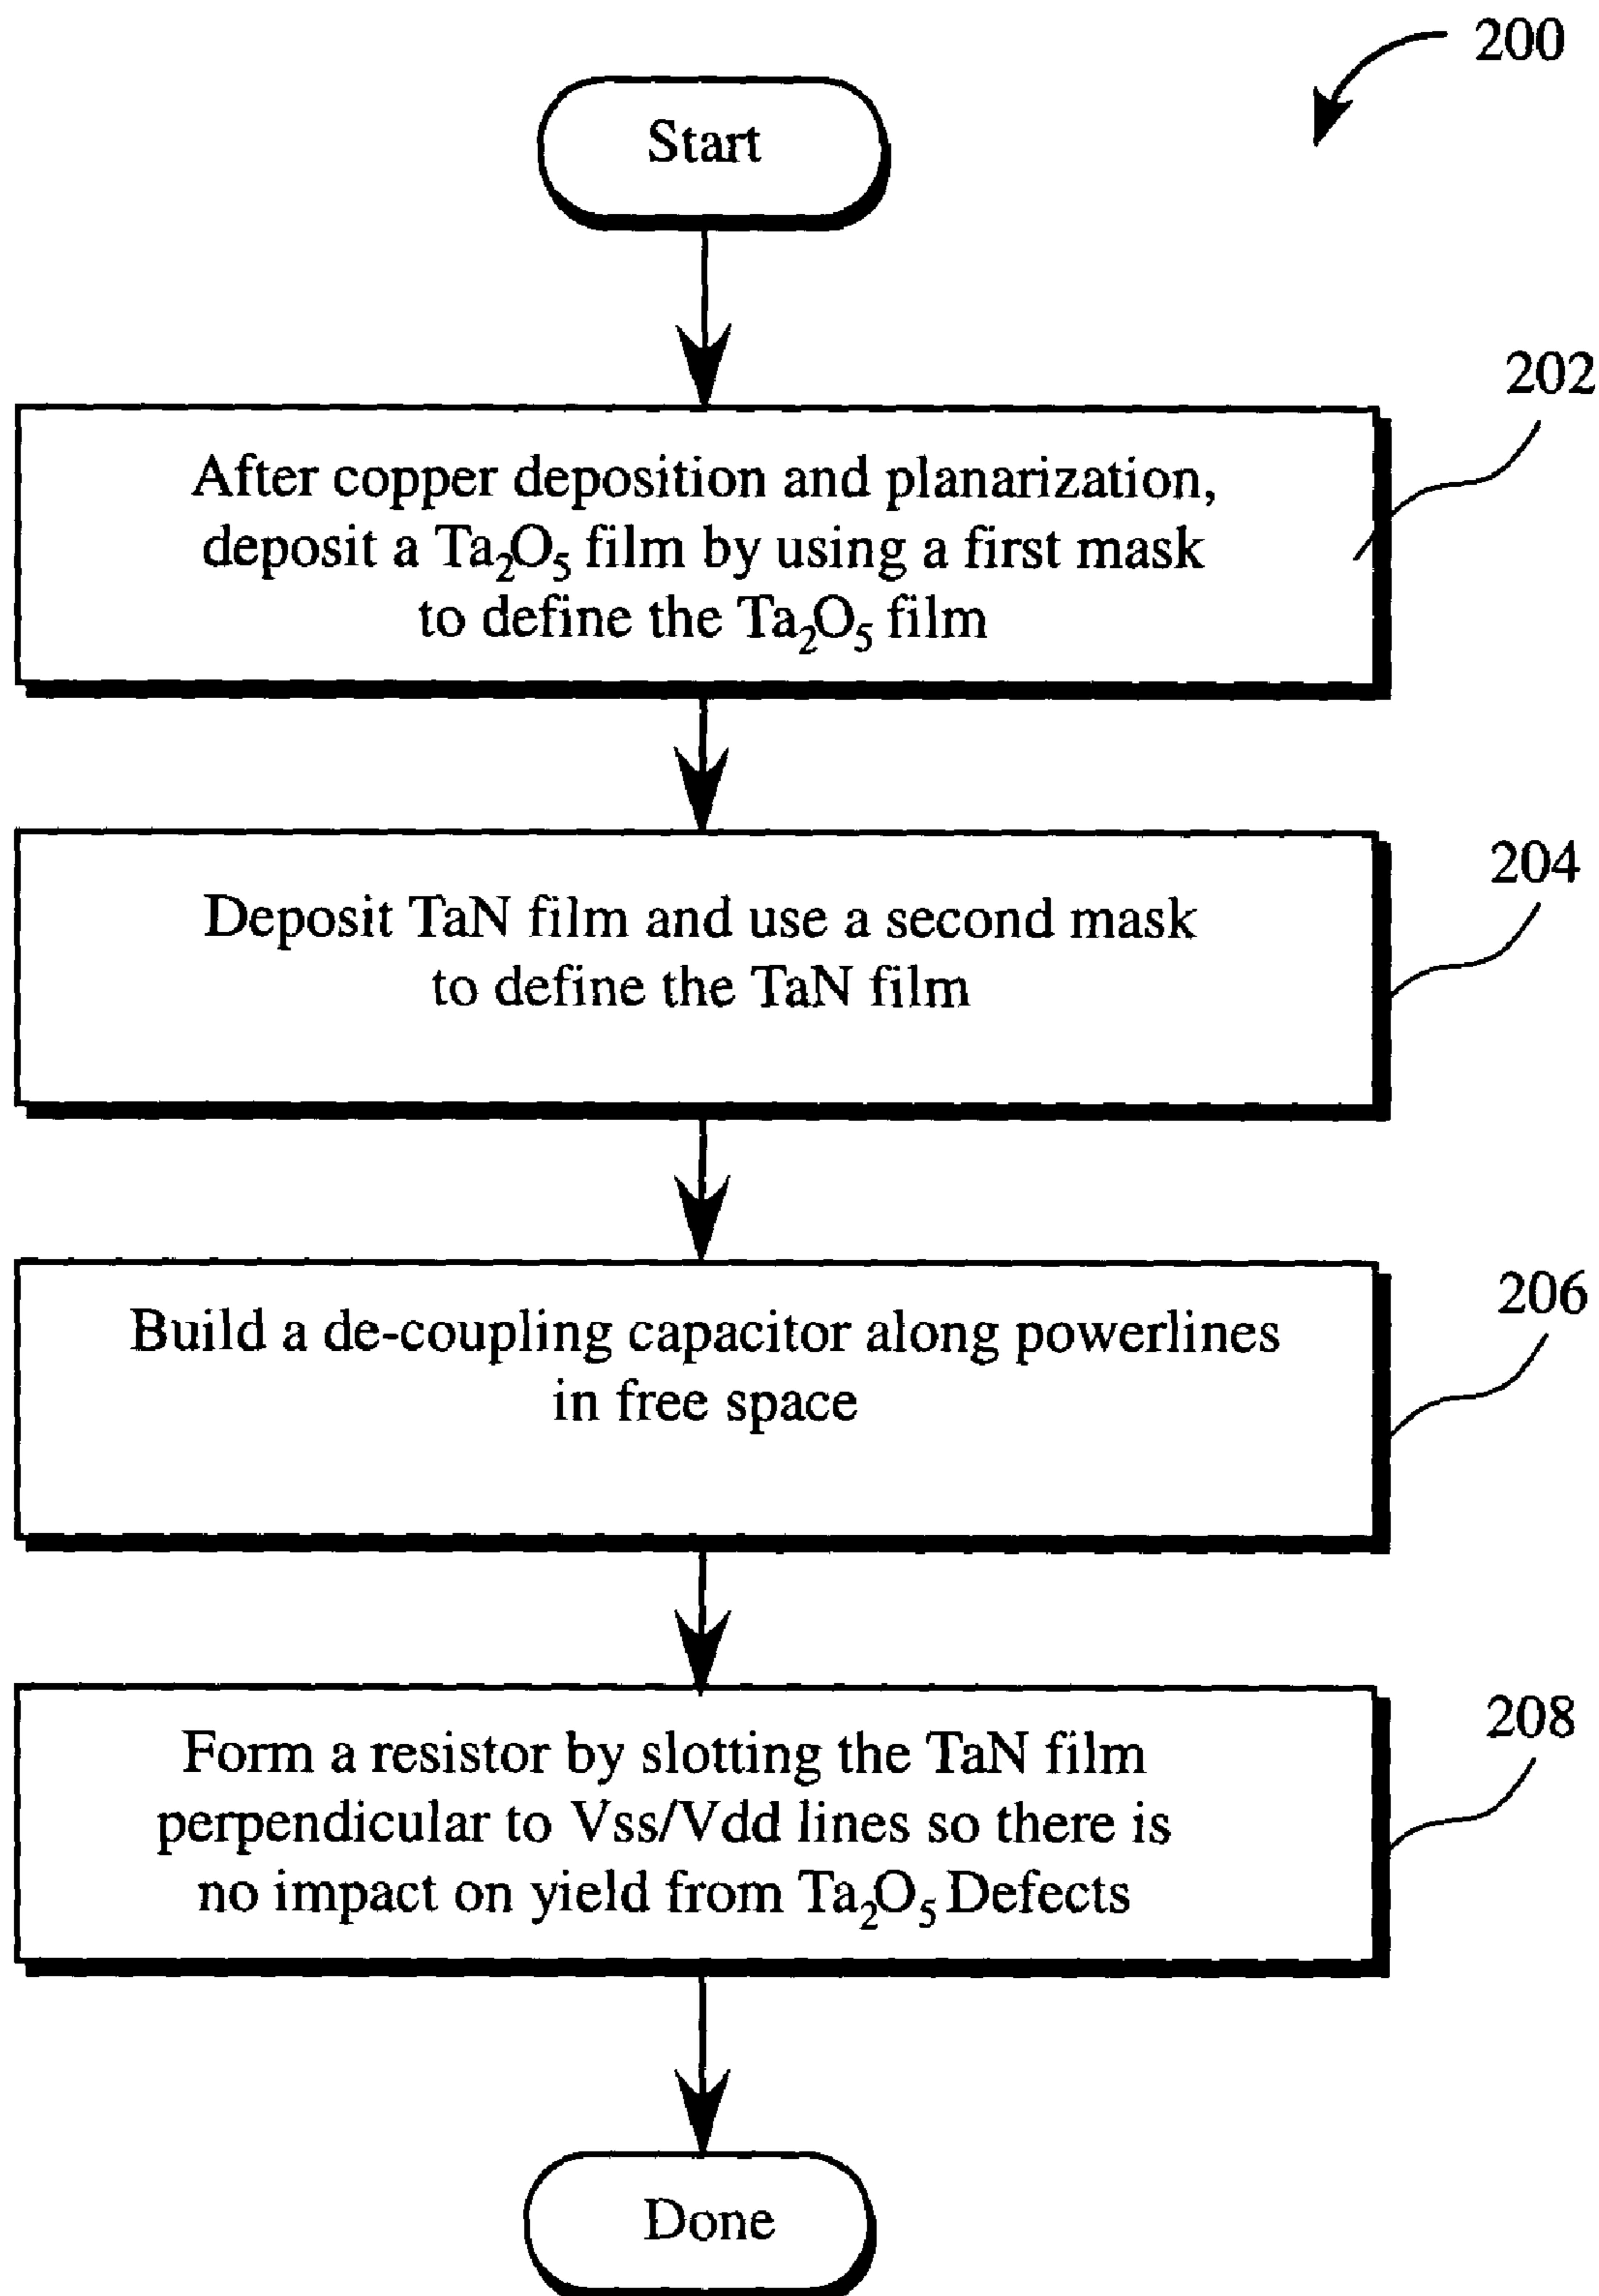 200
Start
202
After copper deposition and planarization,
deposit a Ta₂O₅ film by using a first mask
to define the Ta₂O₅ film
204
Deposit TaN film and use a second mask
to define the TaN film
206
Build a de-coupling capacitor along powerlines
in free space
208
Form a resistor by slotting the TaN film
perpendicular to Vss/Vdd lines so there is
no impact on yield from Ta₂O₅ Defects
Done